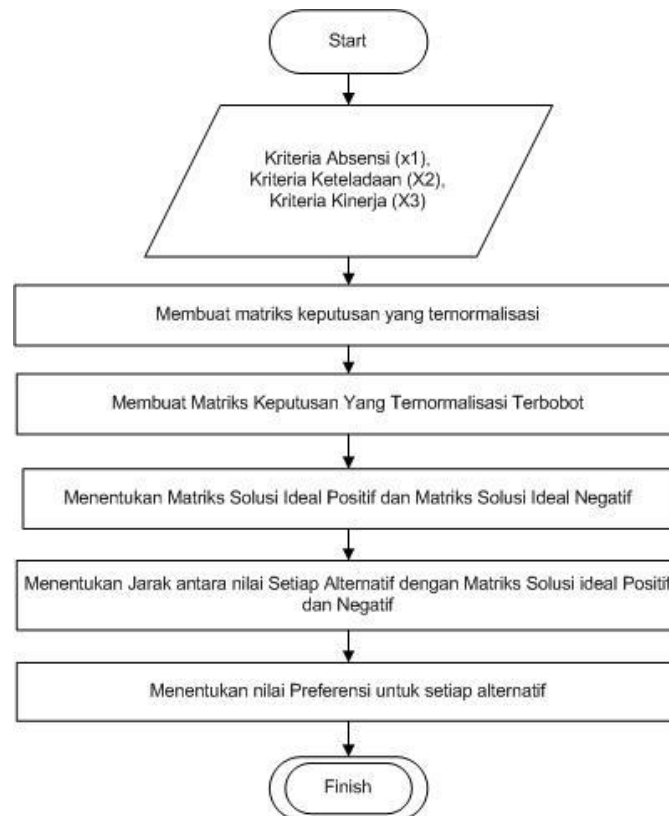 Start
Kriteria Absensi (x1),
Kriteria Keteladaan (X2),
Kriteria Kinerja (X3)
Membuat matriks keputusan yang ternormalisasi
Membuat Matriks Keputusan Yang Ternormalisasi Terbobot
Menentukan Matriks Solusi Ideal Positif dan Matriks Solusi Ideal Negatif
Menentukan Jarak antara nilai Setiap Alternatif dengan Matriks Solusi ideal Positif
dan Negatif
Menentukan nilai Preferensi untuk setiap alternatif
Finish